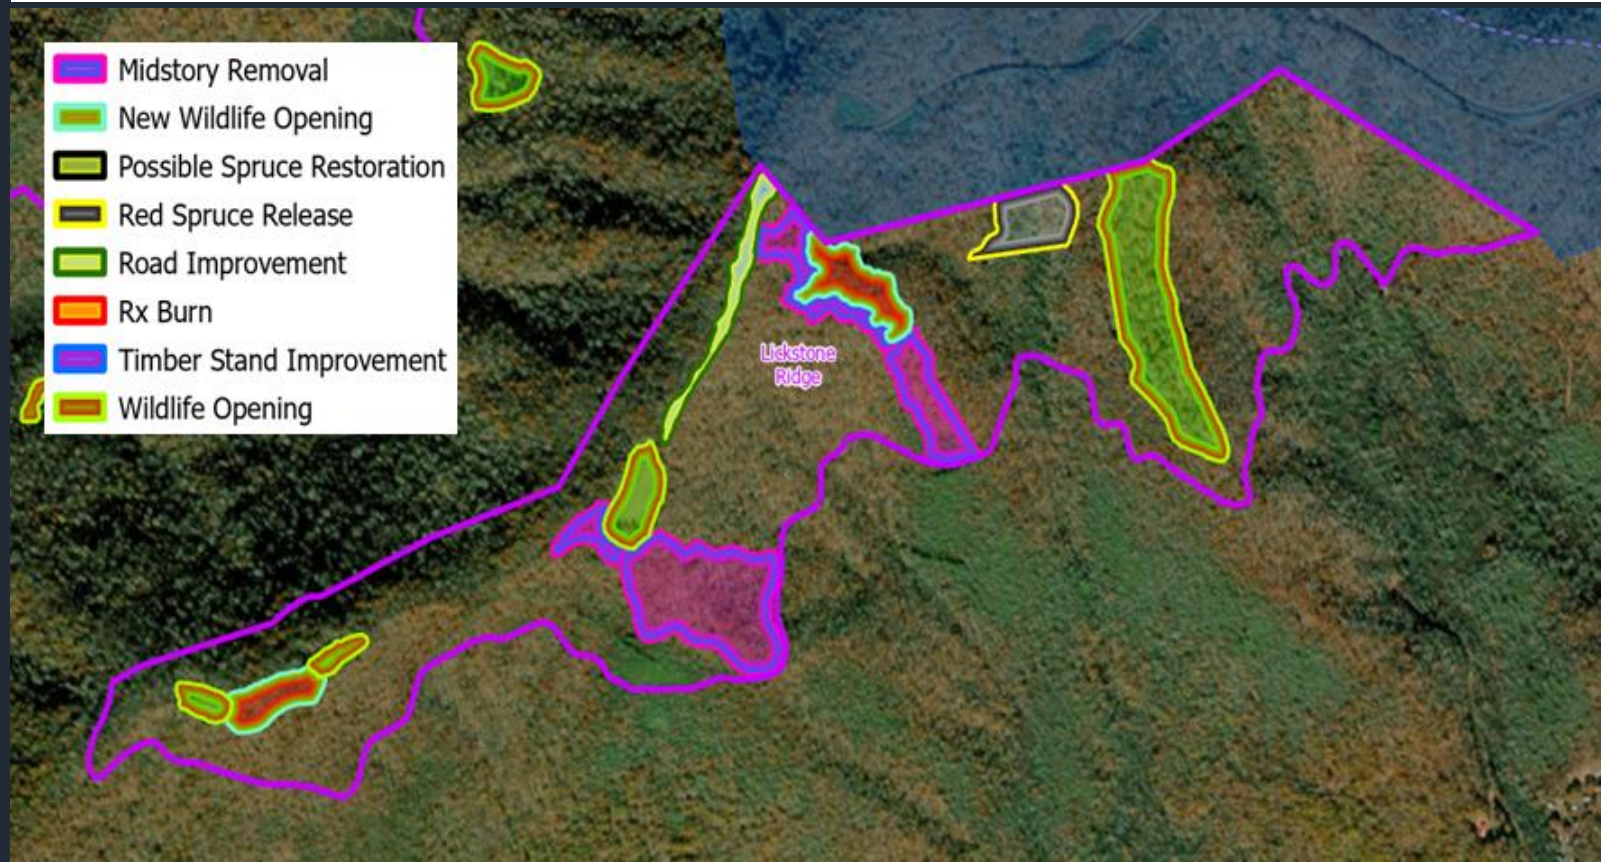 Midstory Removal
New Wildlife Opening
Possible Spruce Restoration
Red Spruce Release
Road Improvement
Rx Burn
Timber Stand Improvement
Wildlife Opening
Lickstone
Ridge